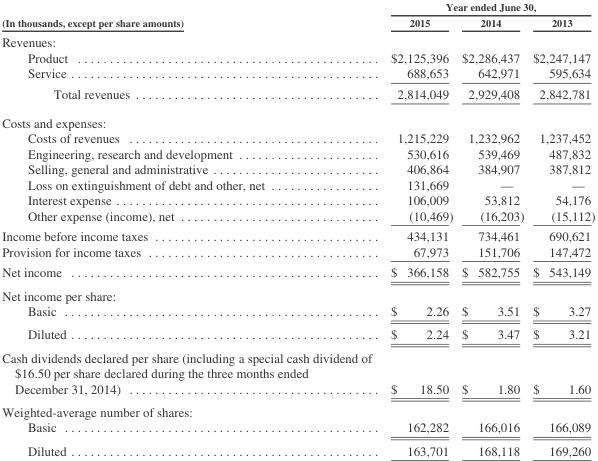 Year ended June 30,
(In thousands, except per share amounts) 2015 2014 2013
Revenues:
Product $2,125,396 $2,286,437 $2,247,147
Service 688,653 642,971 595,634
Total revenues 2,814,049 2,929,408 2,842,781
Costs and expenses:
Costs of revenues 1,215,229 1,232,962 1,237,452
Engineering, research and development 530,616 539,469 487,832
Selling, general and administrative 406,864 384,907 387,812
Loss on extinguishment of debt and other, net 131,669 — —
Interest expense 106,009 53,812 54,176
Other expense (income), net (10,469) (16,203) (15,112)
Income before income taxes 434,131 734,461 690,621
Provision for income taxes 67,973 151,706 147,472
Net income $ 366,158 $ 582,755 $ 543,149
Net income per share:
Basic $ 2.26 $ 3.51 $ 3.27
Diluted $ 2.24 $ 3.47 $ 3.21
Cash dividends declared per share (including a special cash dividend of
$16.50 per share declared during the three months ended
December 31, 2014) $ 18.50 $ 1.80 $ 1.60
Weighted-average number of shares:
Basic 162,282 166,016 166,089
Diluted 163,701 168,118 169,260